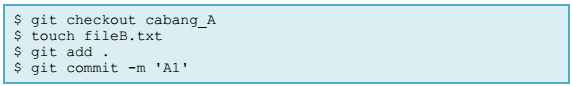 $ git checkout cabang_A
$ touch fileB.txt
$ git add .
$ git commit -m 'A1'